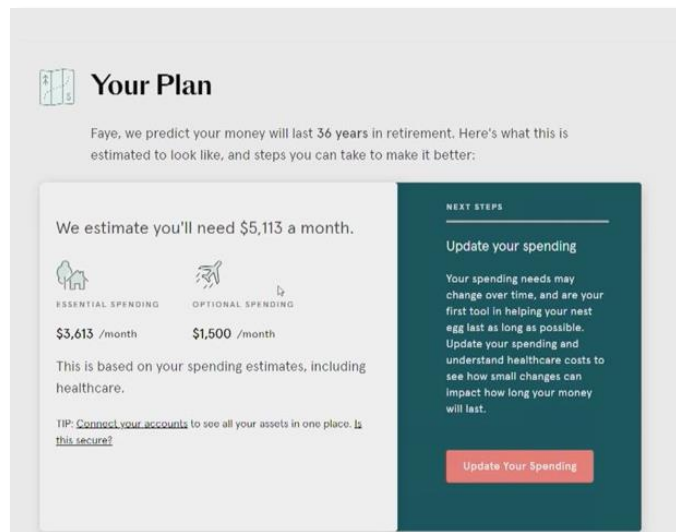 Your Plan
Faye, we predict your money will last 36 years in retirement. Here's what this is
estimated to look like, and steps you can take to make it better:
We estimate you'll need $5,113 a month.
ESSENTIAL SPENDING
OPTIONAL SPENDING
$3,613 /month
$1,500 /month
This is based on your spending estimates, including
healthcare.
TIP: Connect your accounts to see all your assets in one place. Is
this secure?
NEXT STEPS
Update your spending
Your spending needs may
change over time, and are your
first tool in helping your nest
egg last as long as possible.
Update your spending and
understand healthcare costs to
see how small changes can
impact how long your money
will last.
Update Your Spending